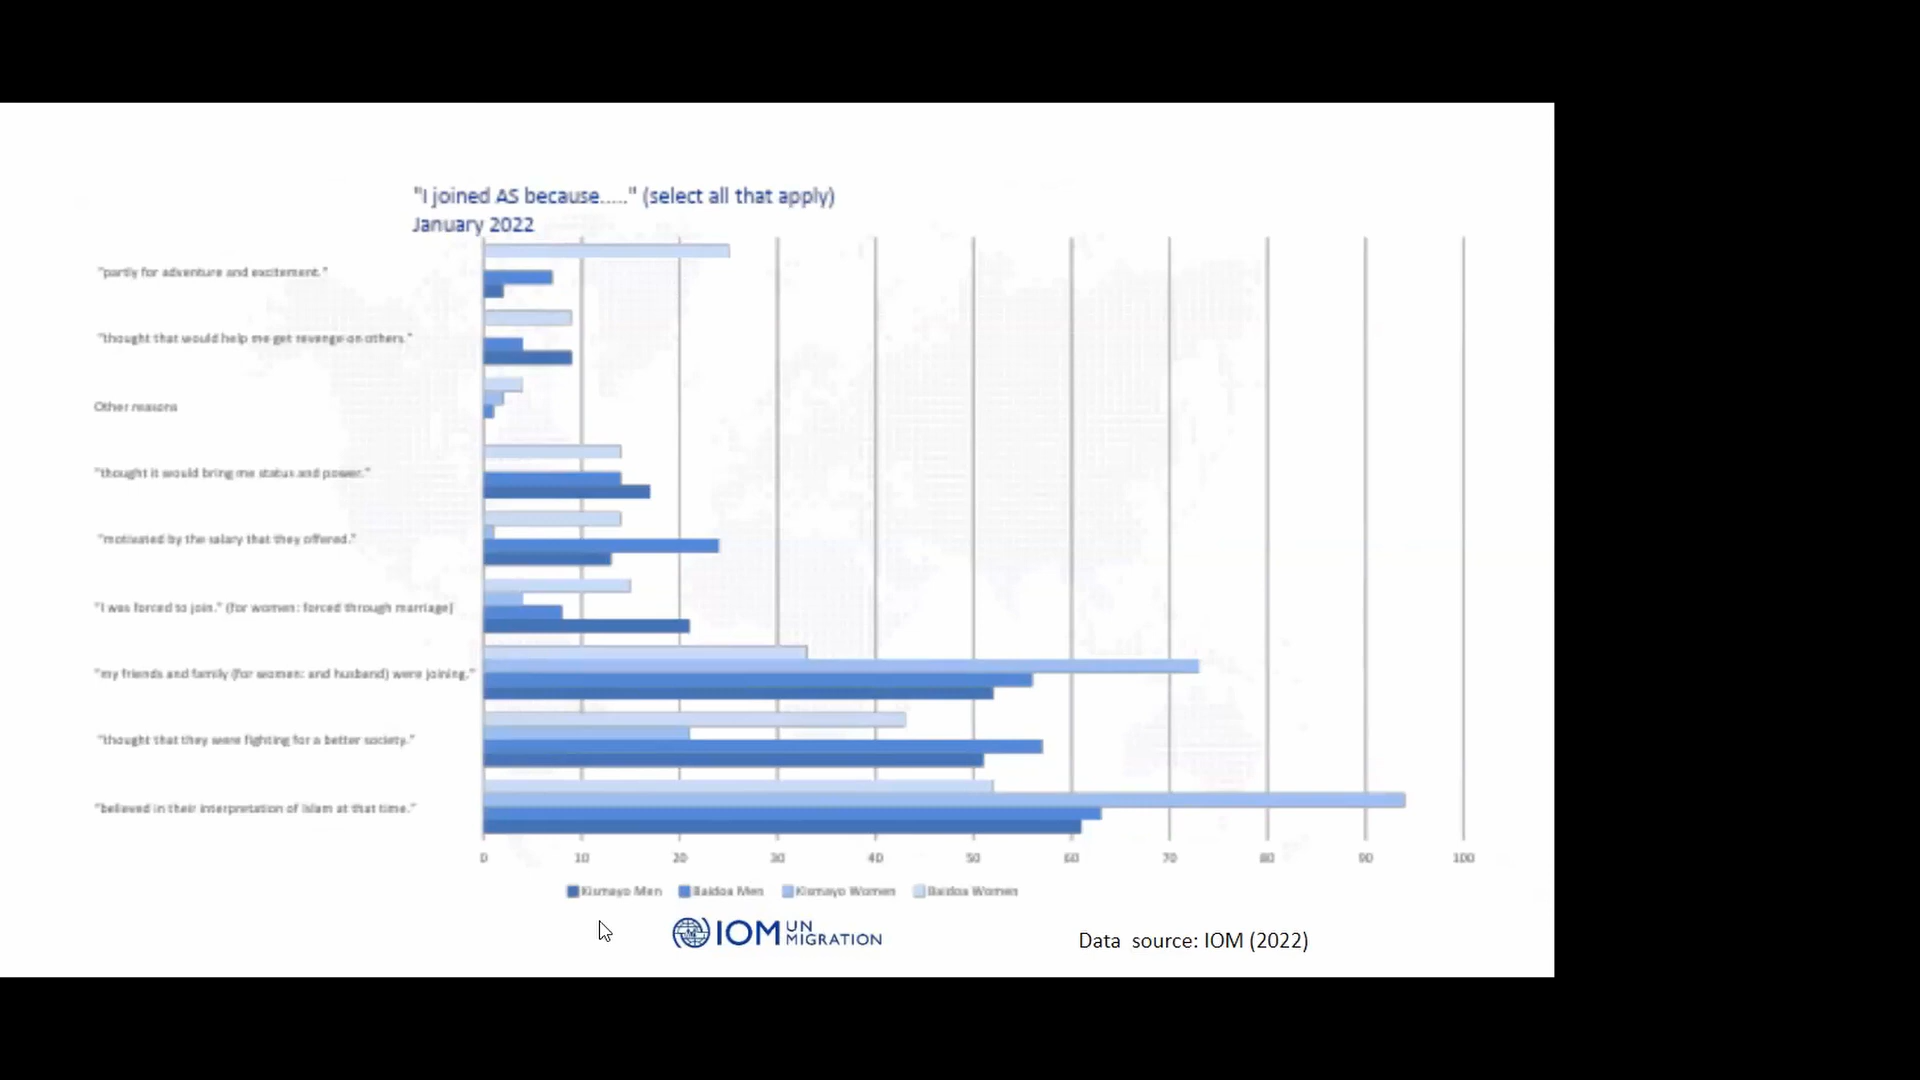 "I joined AS because....." (select all that apply)
January 2022
"partly for adventure and excitement."
"thought that would help me get revenge on others."
Other reasons
"thought it would bring me status and power."
"motivated by the salary that they offered."
"I was forced to join." (for women: forced through marriage)
"my friends and family (for women: and husband) were joining."
"thought that they were fighting for a better society."
"believed in their interpretation of Islam at that time."
0 10 20 30 40 50 60 70 80 90 100
Kismayo Men Baidoa Men Kismayo Women Baidoa Women
IOM UN MIGRATION
Data source: IOM (2022)